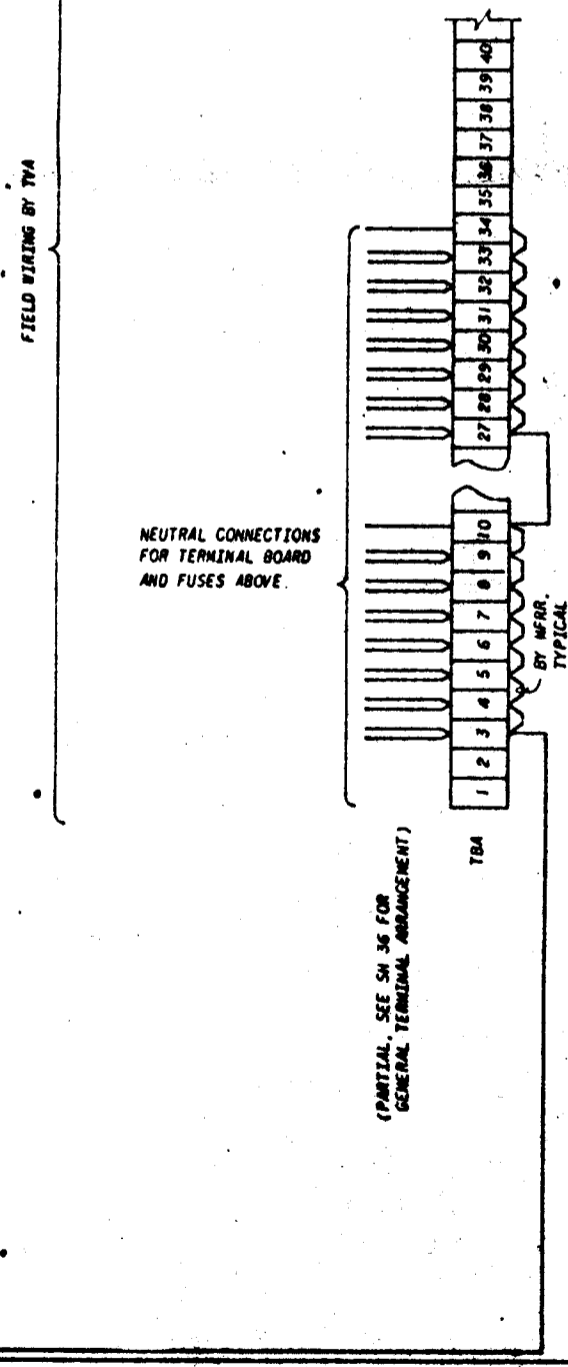 FIELD WIRING BY TVA
NEUTRAL CONNECTIONS
FOR TERMINAL BOARD
AND FUSES ABOVE.
40
39
38
37
36
35
34
33
32
31
30
29
28
27
10
9
8
7
6
5
4
3
2
1
BY MFRR.
TYPICAL
TBA
(PARTIAL, SEE SH 36 FOR
GENERAL TERMINAL ARRANGEMENT)